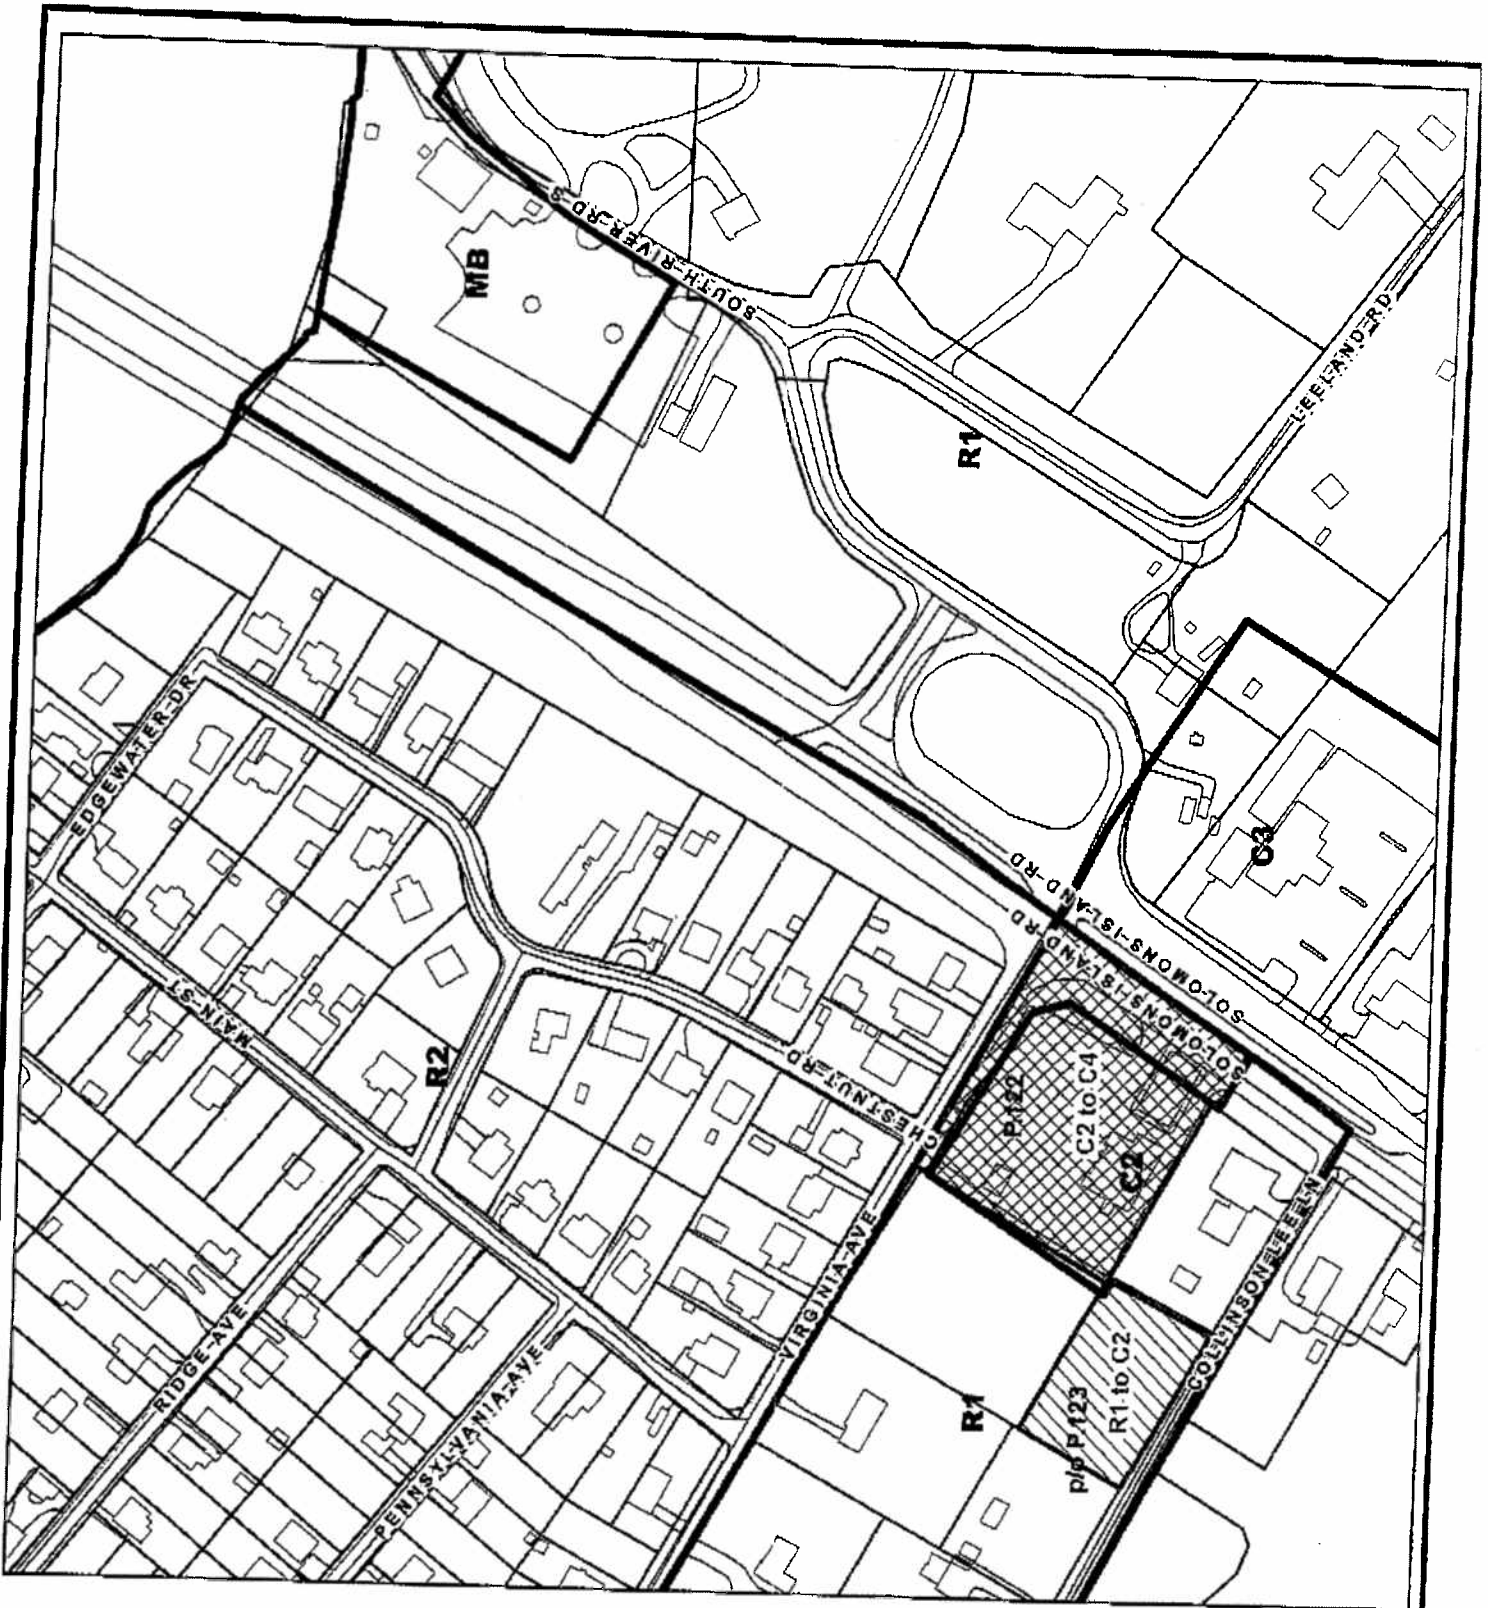 MB
SOUTH-RIVER-RD-S
R1
LEELAND-RD
EDGEWATER-DR
C3
SOLOMONS-ISLAND-RD
SOLOMONS-ISLAND-RD
MAIN-ST
R2
CHESTNUT-RD
P.122
C2 to C4
C2
VIRGINIA-AVE
COLLINSON-LEE-LN
RIDGE-AVE
PENNSYLVANIA-AVE
R1
p/o P.123
R1 to C2